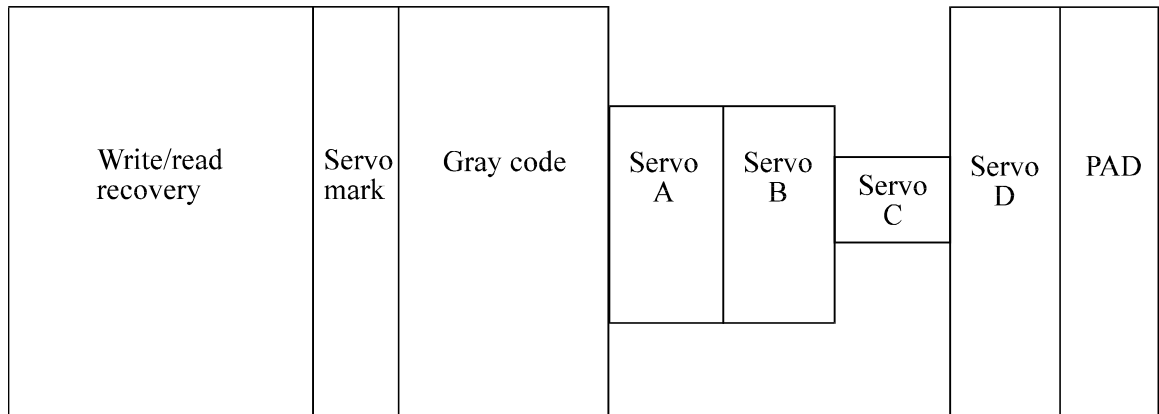 Write/read
recovery
Servo
mark
Gray code
Servo
A
Servo
B
Servo
C
Servo
D
PAD